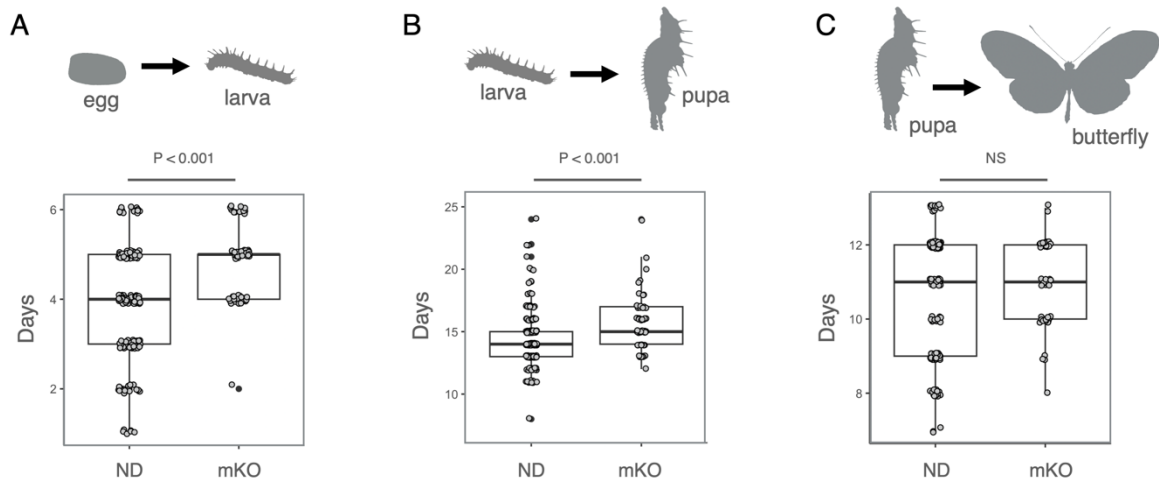 A
egg
larva
P < 0.001
Days
6
4
2
ND mKO
B
larva
pupa
P < 0.001
Days
25
20
15
10
ND mKO
C
pupa
butterfly
NS
Days
12
10
8
ND mKO